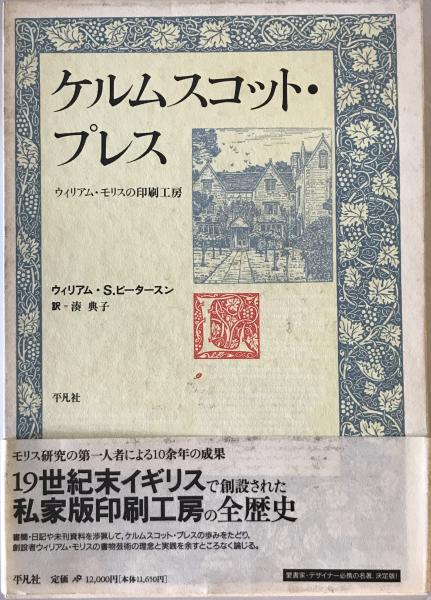 ケルムスコット・
プレス
ウィリアム・モリスの印刷工房
ウィリアム・S.ピータースン
訳=湊 典子
平凡社
モリス研究の第一人者による10余年の成果
19世紀末イギリスで創設された
私家版印刷工房の全歴史
書簡・日記や未刊資料を渉猟して、ケルムスコット・プレスの歩みをたどり、
創設者ウィリアム・モリスの書物芸術の理念と実践を余すところなく論じる。
平凡社 定価 12,000円[本体11,650円]
愛書家・デザイナー必携の名著、決定版!